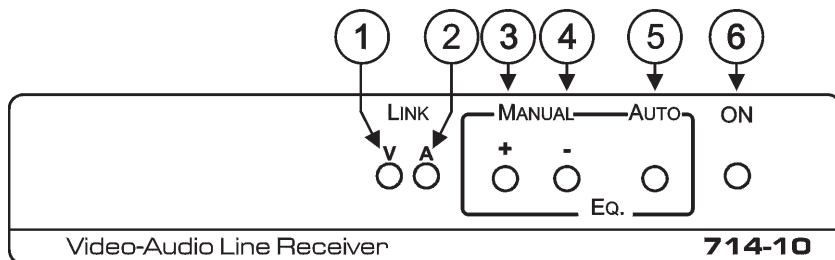 1 2 3 4 5 6
LINK MANUAL AUTO ON
V A + -
EQ.
Video-Audio Line Receiver 714-10